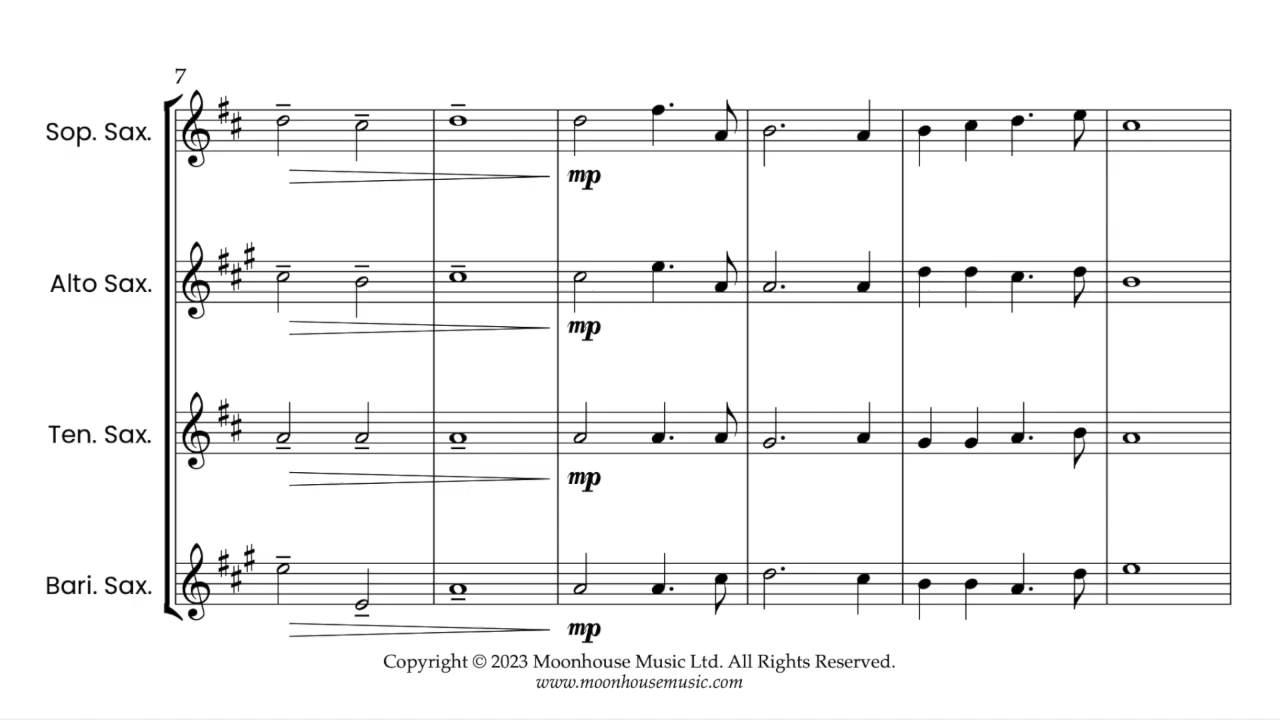 7
Sop. Sax.
mp
Alto Sax.
mp
Ten. Sax.
mp
Bari. Sax.
mp
Copyright © 2023 Moonhouse Music Ltd. All Rights Reserved.
www.moonhousemusic.com